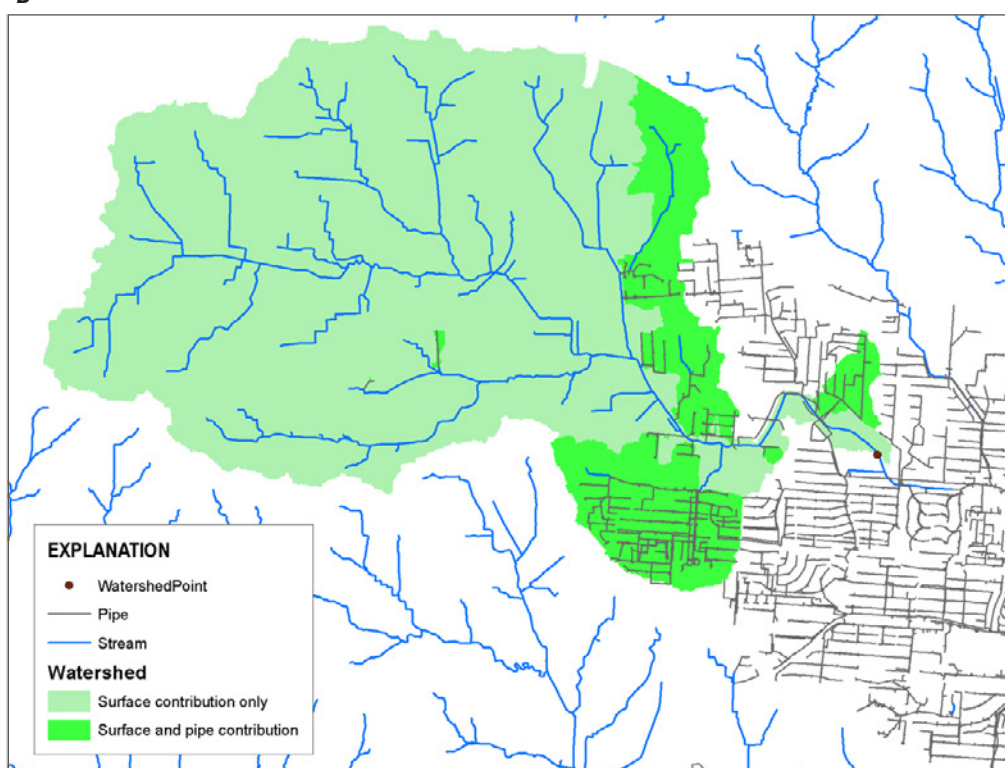 EXPLANATION
WatershedPoint
Pipe
Stream
Watershed
Surface contribution only
Surface and pipe contribution